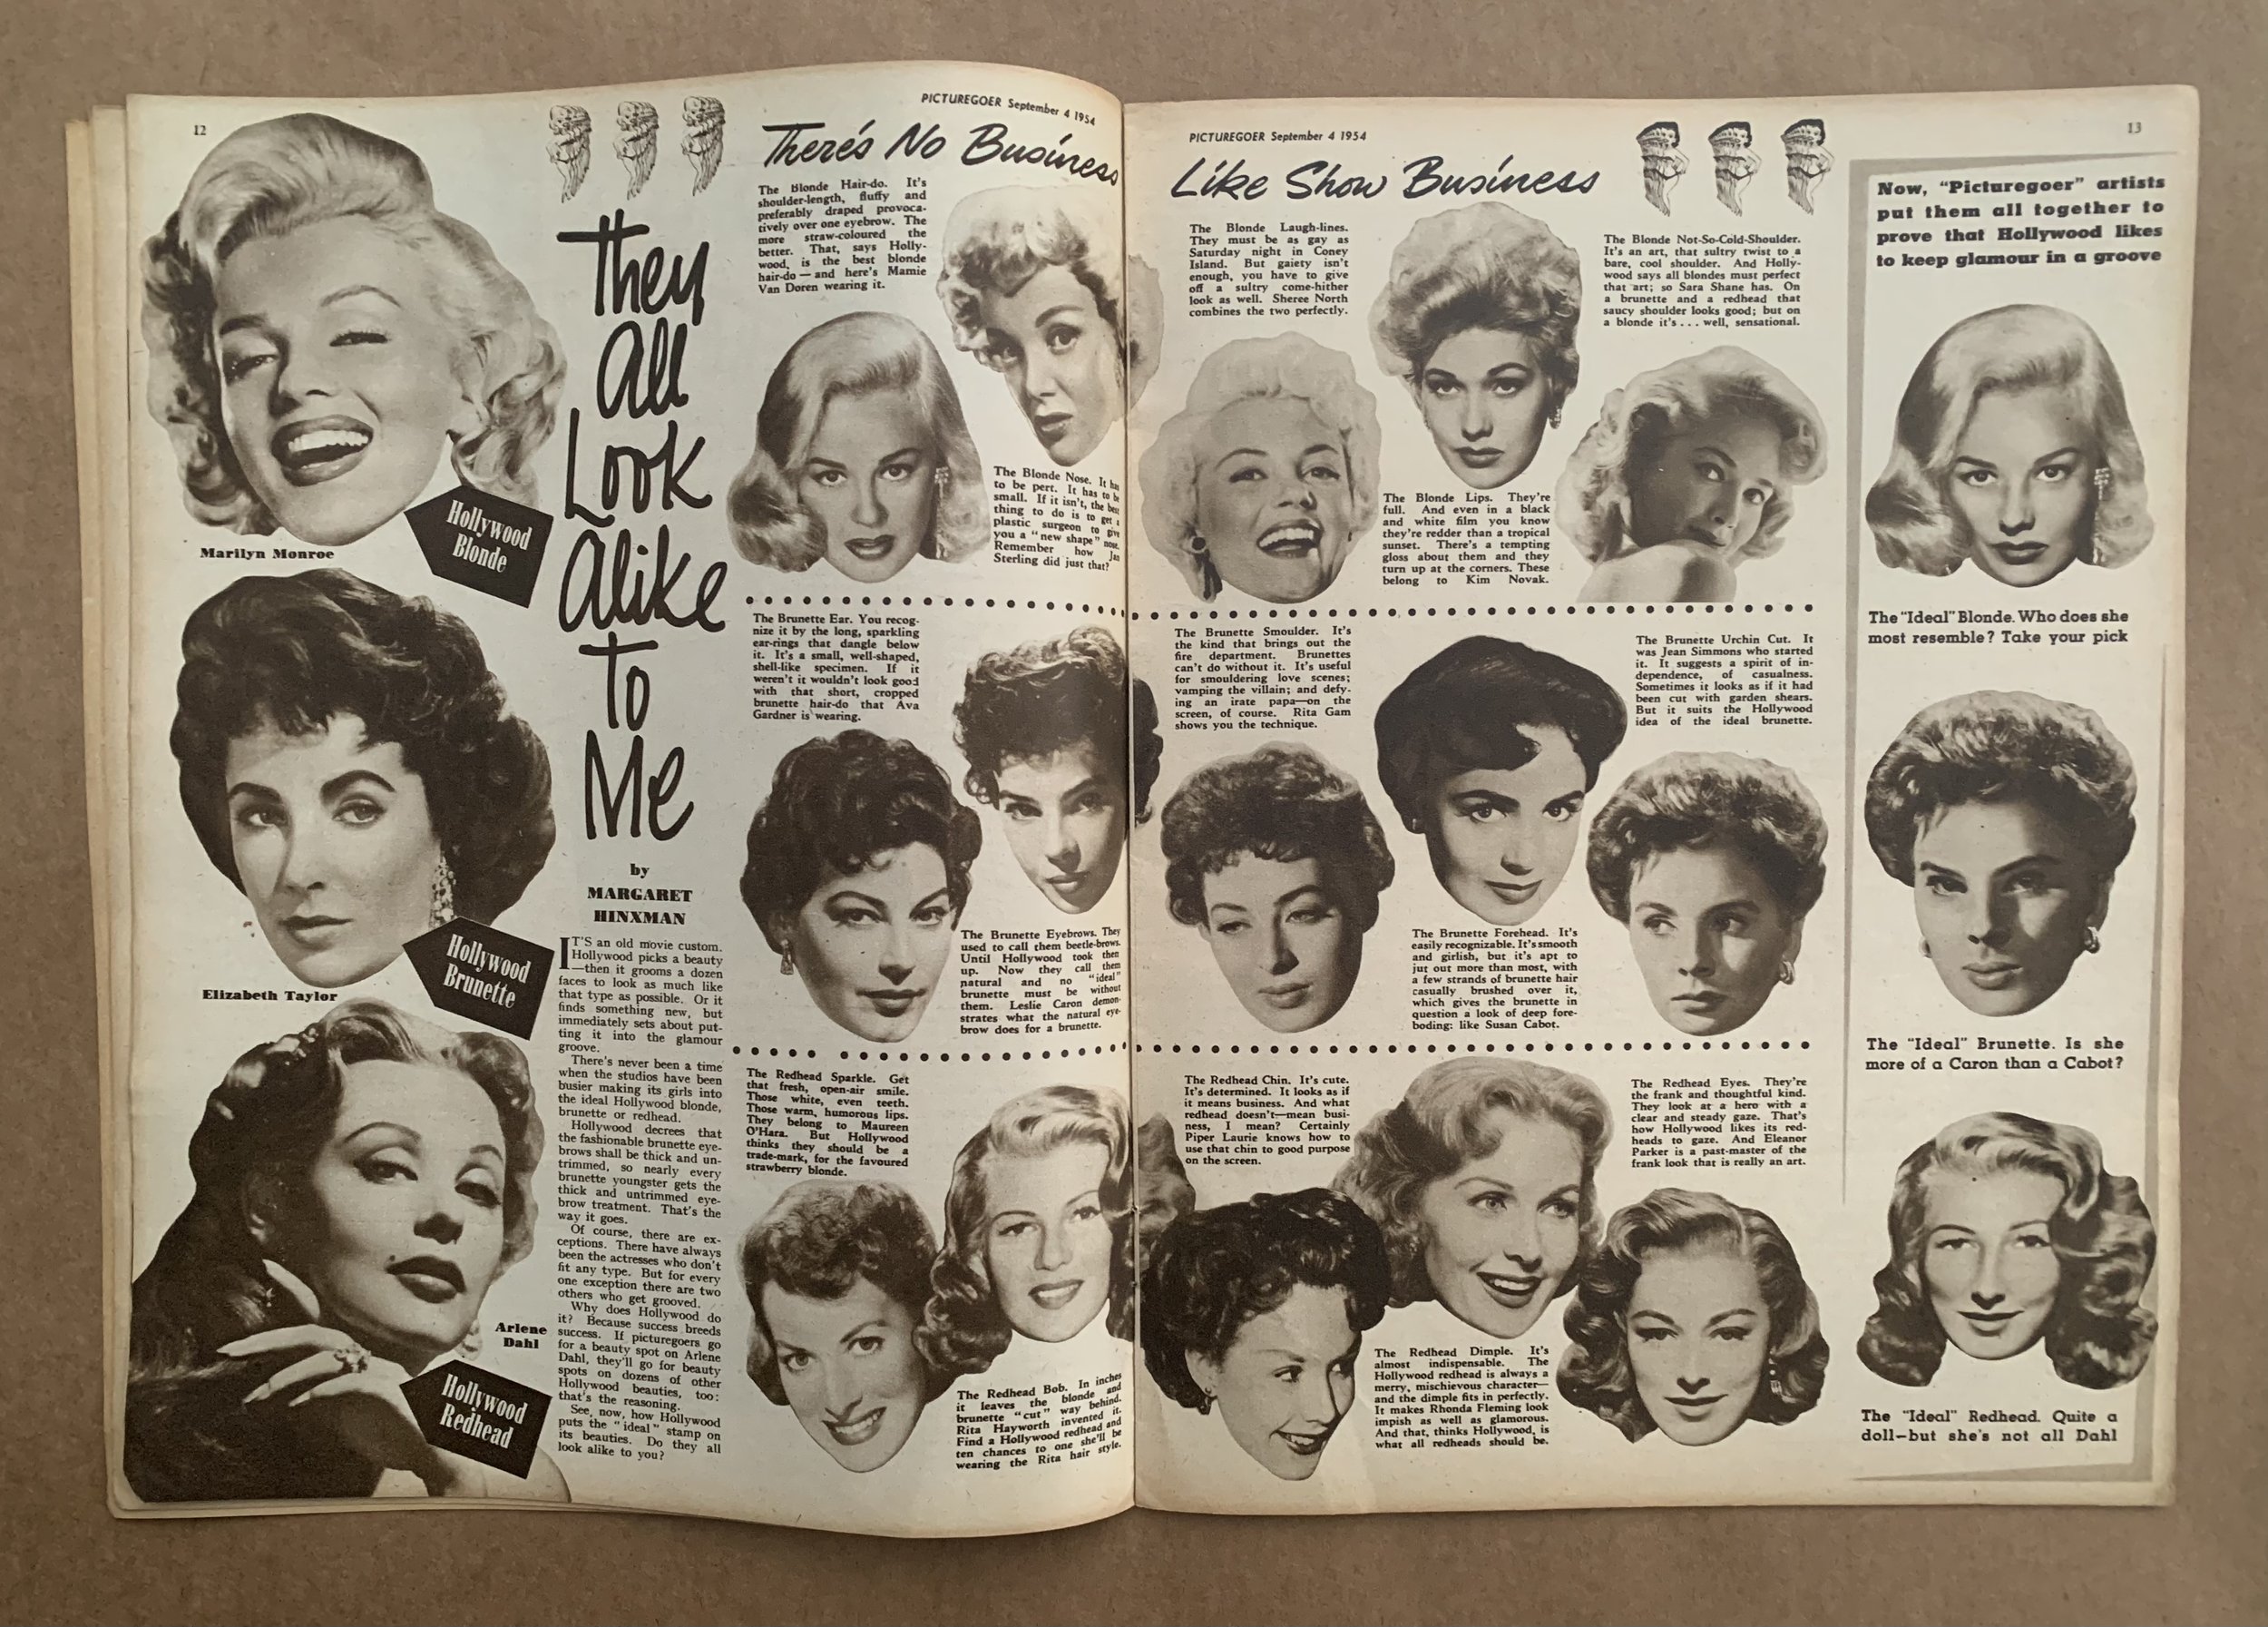 12
PICTUREGOER September 4 1954
There's No Business
Marilyn Monroe
Hollywood
Blonde
Elizabeth Taylor
Hollywood
Brunette
Arlene
Dahl
Hollywood
Redhead
They
All
Look
Alike
To
Me
by
MARGARET
HINXMAN
IT'S an old movie custom.
Hollywood picks a beauty
—then it grooms a dozen
faces to look as much like
that type as possible. Or it
finds something new, but
immediately sets about put-
ting it into the glamour
groove.
There's never been a time
when the studios have been
busier making its girls into
the ideal Hollywood blonde,
brunette or redhead.
Hollywood decrees that
the fashionable brunette eye-
brows shall be thick and un-
trimmed, so nearly every
brunette youngster gets the
thick and untrimmed eye-
brow treatment. That's the
way it goes.
Of course, there are ex-
ceptions. There have always
been the actresses who don't
fit any type. But for every
one exception there are two
others who get grooved.
Why does Hollywood do
it? Because success breeds
success. If picturegoers go
for a beauty spot on Arlene
Dahl, they'll go for beauty
spots on dozens of other
Hollywood beauties, too:
that's the reasoning.
See, now, how Hollywood
puts the "ideal" stamp on
its beauties. Do they all
look alike to you?
The Blonde Hair-do. It's
shoulder-length, fluffy and
preferably draped provoca-
tively over one eyebrow. The
more straw-coloured the
better. That, says Holly-
wood, is the best blonde
hair-do — and here's Mamie
Van Doren wearing it.
The Blonde Nose. It has
to be pert. It has to be
small. If it isn't, the best
thing to do is to get a
plastic surgeon to give
you a "new shape" nose.
Remember how Jan
Sterling did just that?
The Brunette Ear. You recog-
nize it by the long, sparkling
ear-rings that dangle below
it. It's a small, well-shaped,
shell-like specimen. If it
weren't it wouldn't look good
with that short, cropped
brunette hair-do that Ava
Gardner is wearing.
The Brunette Eyebrows. They
used to call them beetle-brows.
Until Hollywood took them
up. Now they call them
natural and no "ideal"
brunette must be without
them. Leslie Caron demon-
strates what the natural eye-
brow does for a brunette.
The Redhead Sparkle. Get
that fresh, open-air smile.
Those white, even teeth.
Those warm, humorous lips.
They belong to Maureen
O'Hara. But Hollywood
thinks they should be a
trade-mark, for the favoured
strawberry blonde.
The Redhead Bob. In inches
it leaves the blonde and
brunette "cut" way behind.
Rita Hayworth invented it.
Find a Hollywood redhead and
ten chances to one she'll be
wearing the Rita hair style.
PICTUREGOER September 4 1954
13
Like Show Business
The Blonde Laugh-lines.
They must be as gay as
Saturday night in Coney
Island. But gaiety isn't
enough, you have to give
off a sultry come-hither
look as well. Sheree North
combines the two perfectly.
The Blonde Lips. They're
full. And even in a black
and white film you know
they're redder than a tropical
sunset. There's a tempting
gloss about them and they
turn up at the corners. These
belong to Kim Novak.
The Blonde Not-So-Cold-Shoulder.
It's an art, that sultry twist to a
bare, cool shoulder. And Holly-
wood says all blondes must perfect
that art; so Sara Shane has. On
a brunette and a redhead that
saucy shoulder looks good; but on
a blonde it's . . . well, sensational.
The Brunette Smoulder. It's
the kind that brings out the
fire department. Brunettes
can't do without it. It's useful
for smouldering love scenes;
vamping the villain; and defy-
ing an irate papa—on the
screen, of course. Rita Gam
shows you the technique.
The Brunette Forehead. It's
easily recognizable. It's smooth
and girlish, but it's apt to
jut out more than most, with
a few strands of brunette hair
casually brushed over it,
which gives the brunette in
question a look of deep fore-
boding: like Susan Cabot.
The Brunette Urchin Cut. It
was Jean Simmons who started
it. It suggests a spirit of in-
dependence, of casualness.
Sometimes it looks as if it had
been cut with garden shears.
But it suits the Hollywood
idea of the ideal brunette.
The Redhead Chin. It's cute.
It's determined. It looks as if
it means business. And what
redhead doesn't—mean busi-
ness, I mean? Certainly
Piper Laurie knows how to
use that chin to good purpose
on the screen.
The Redhead Dimple. It's
almost indispensable. The
Hollywood redhead is always a
merry, mischievous character—
and the dimple fits in perfectly.
It makes Rhonda Fleming look
impish as well as glamorous.
And that, thinks Hollywood, is
what all redheads should be.
The Redhead Eyes. They're
the frank and thoughtful kind.
They look at a hero with a
clear and steady gaze. That's
how Hollywood likes its red-
heads to gaze. And Eleanor
Parker is a past-master of the
frank look that is really an art.
Now, "Picturegoer" artists
put them all together to
prove that Hollywood likes
to keep glamour in a groove
The "Ideal" Blonde. Who does she
most resemble? Take your pick
The "Ideal" Brunette. Is she
more of a Caron than a Cabot?
The "Ideal" Redhead. Quite a
doll—but she's not all Dahl